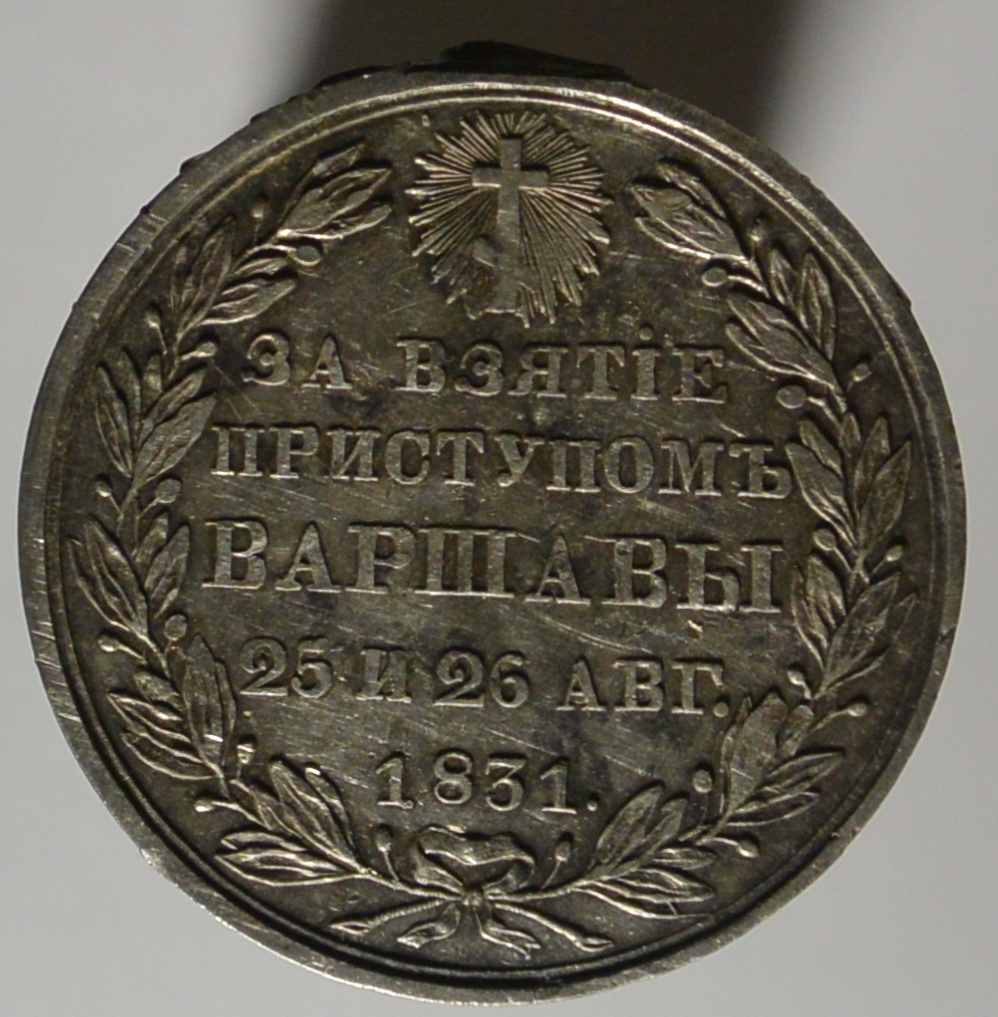 ЗА ВЗЯТІЕ
ПРИСТУПОМЪ
ВАРШАВЫ
25 И 26 АВГ.
1831.